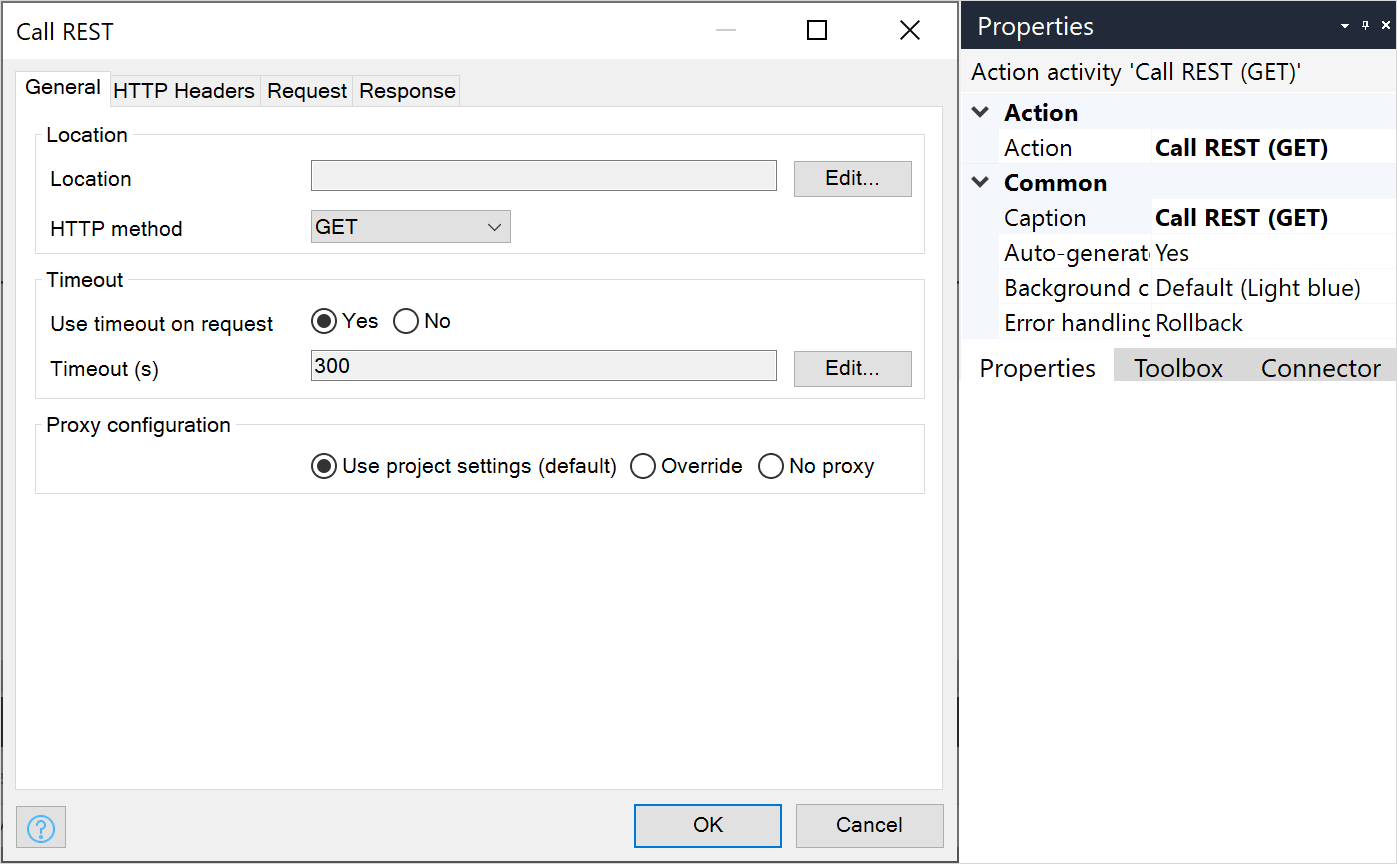 Call REST
General HTTP Headers Request Response
Location
Location Edit...
HTTP method GET
Timeout
Use timeout on request Yes No
Timeout (s) 300 Edit...
Proxy configuration
Use project settings (default) Override No proxy
? OK Cancel
Properties
Action activity 'Call REST (GET)'
Action
Action Call REST (GET)
Common
Caption Call REST (GET)
Auto-generat Yes
Background c Default (Light blue)
Error handling Rollback
Properties Toolbox Connector